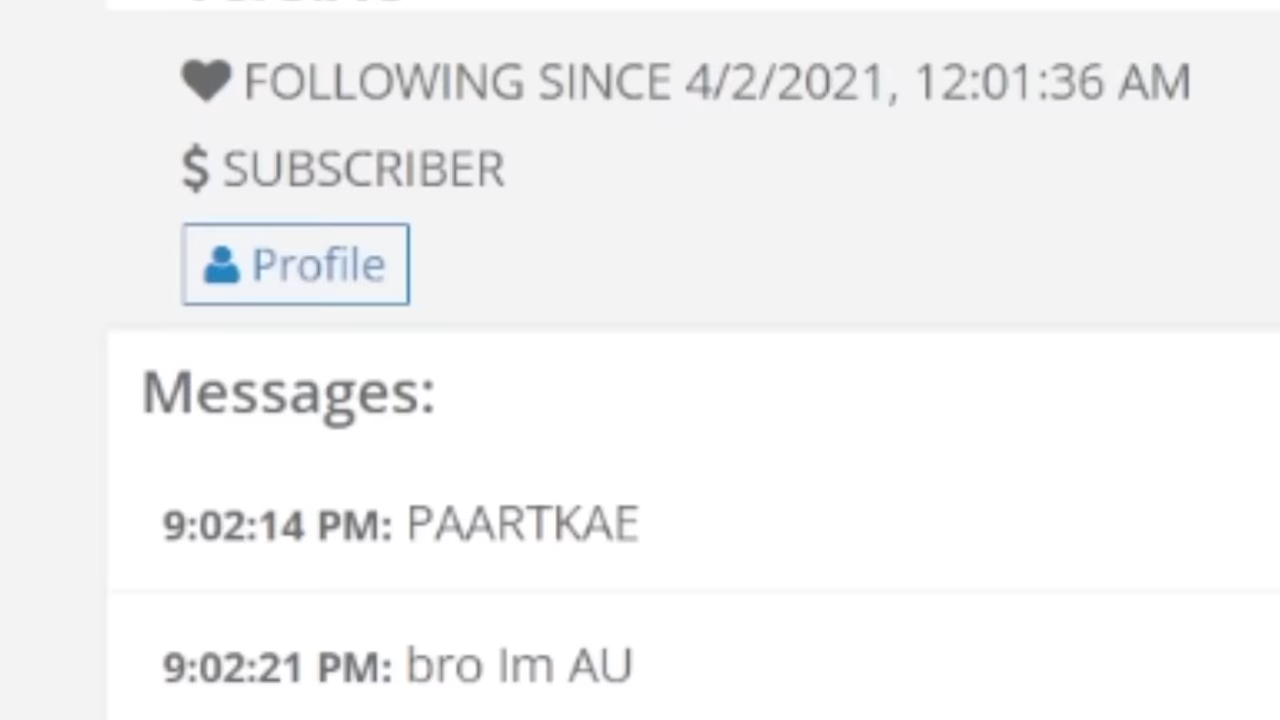 FOLLOWING SINCE 4/2/2021, 12:01:36 AM
$ SUBSCRIBER
Profile
Messages:
9:02:14 PM: PAARTKAE
9:02:21 PM: bro Im AU